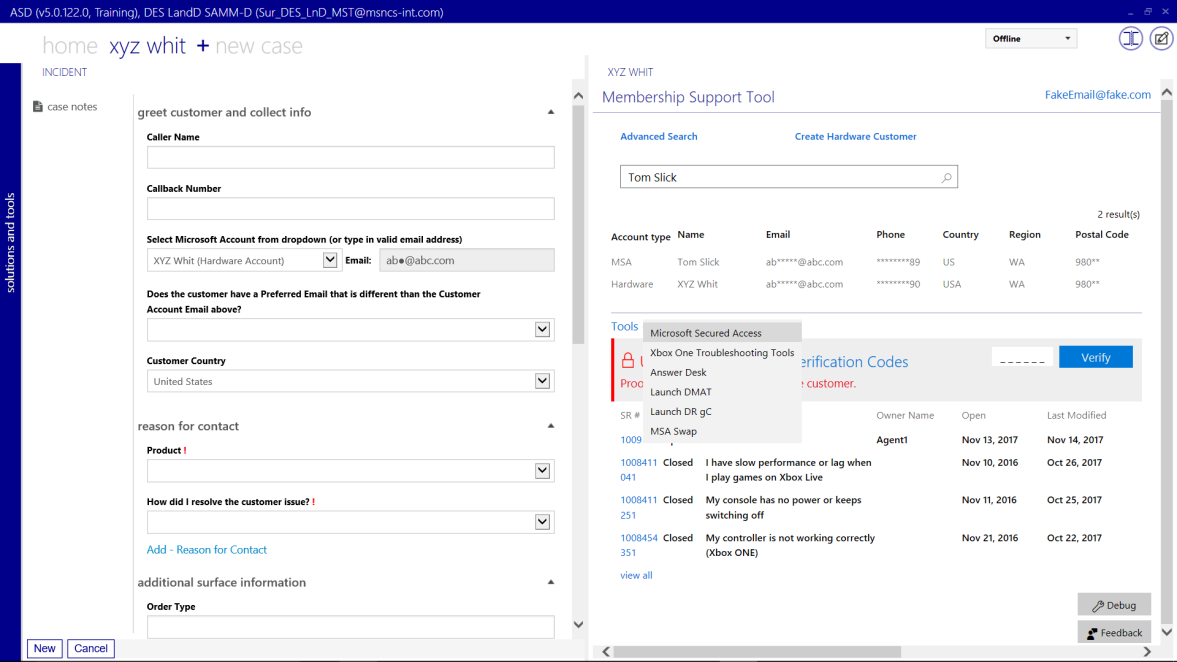 ASD (v5.0.122.0, Training), DES LandD SAMM-D (Sur_DES_LnD_MST@msncs-int.com)
home xyz whit + new case
Offline
INCIDENT
case notes
solutions and tools
greet customer and collect info
Caller Name
Callback Number
Select Microsoft Account from dropdown (or type in valid email address)
XYZ Whit (Hardware Account) Email: ab●@abc.com
Does the customer have a Preferred Email that is different than the Customer
Account Email above?
Customer Country
United States
reason for contact
Product !
How did I resolve the customer issue? !
Add - Reason for Contact
additional surface information
Order Type
New Cancel
XYZ WHIT
Membership Support Tool FakeEmail@fake.com
Advanced Search Create Hardware Customer
Tom Slick
2 result(s)
Account type Name Email Phone Country Region Postal Code
MSA Tom Slick ab*****@abc.com ********89 US WA 980**
Hardware XYZ Whit ab*****@abc.com ********90 USA WA 980**
Tools
Microsoft Secured Access
Xbox One Troubleshooting Tools
Answer Desk
Launch DMAT
Launch DR gC
MSA Swap
erification Codes
______ Verify
Proo e customer.
SR # Owner Name Open Last Modified
1009 Agent1 Nov 13, 2017 Nov 14, 2017
1008411 Closed I have slow performance or lag when Nov 10, 2016 Oct 26, 2017
041 I play games on Xbox Live
1008411 Closed My console has no power or keeps Nov 11, 2016 Oct 25, 2017
251 switching off
1008454 Closed My controller is not working correctly Nov 21, 2016 Oct 22, 2017
351 (Xbox ONE)
view all
Debug
Feedback